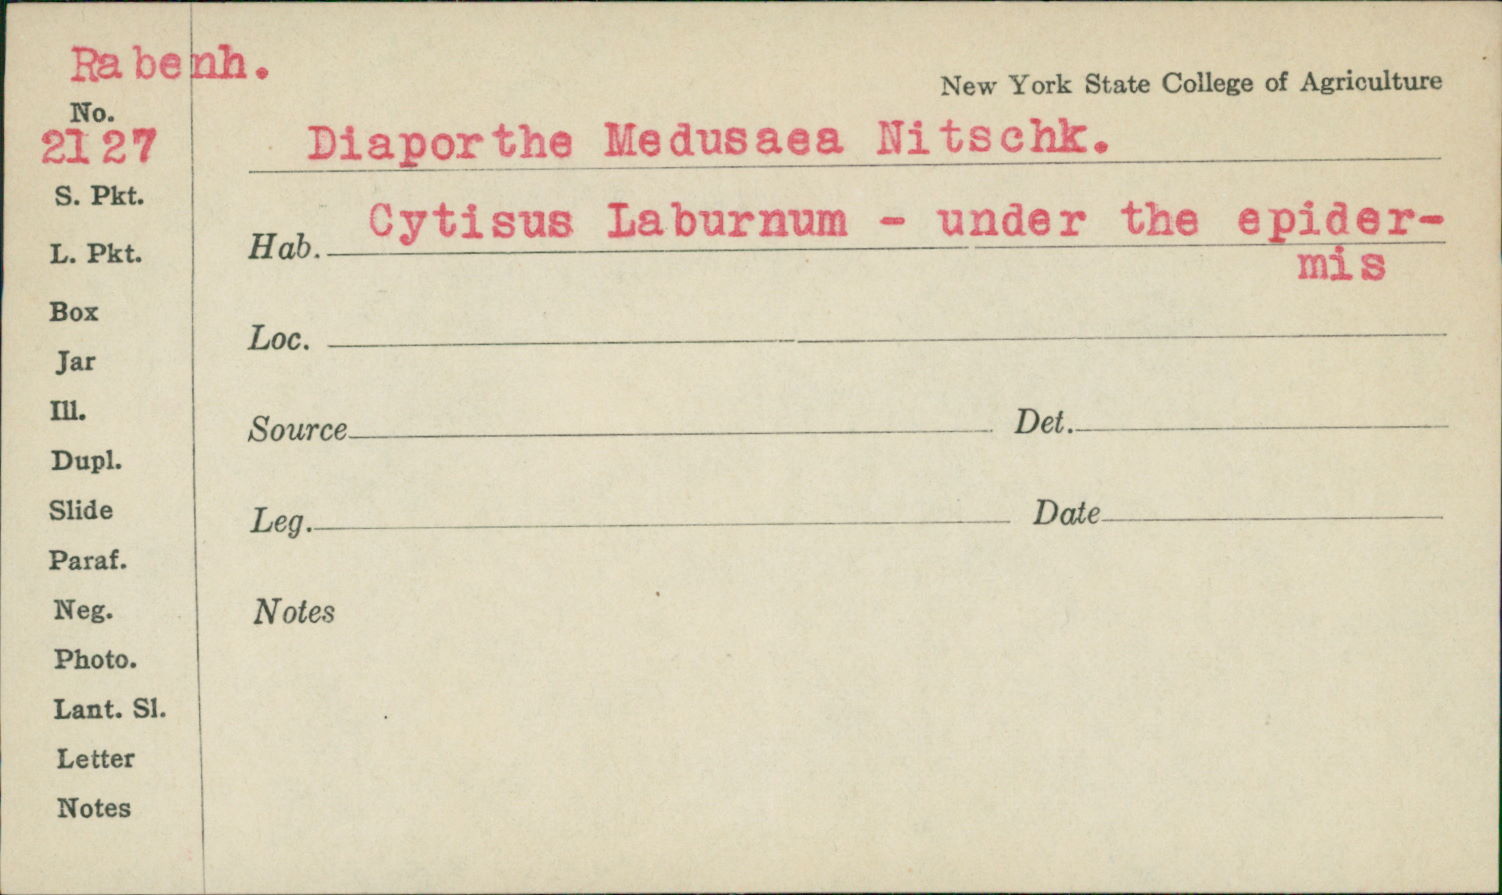 Rabenh.
New York State College of Agriculture
No.
2127
Diaporthe Medusaea Nitschk.
S. Pkt.
Hab. Cytisus Laburnum - under the epider-
mis
L. Pkt.
Box
Loc.
Jar
Ill.
Source Det.
Dupl.
Slide
Leg. Date
Paraf.
Neg.
Notes
Photo.
Lant. Sl.
Letter
Notes